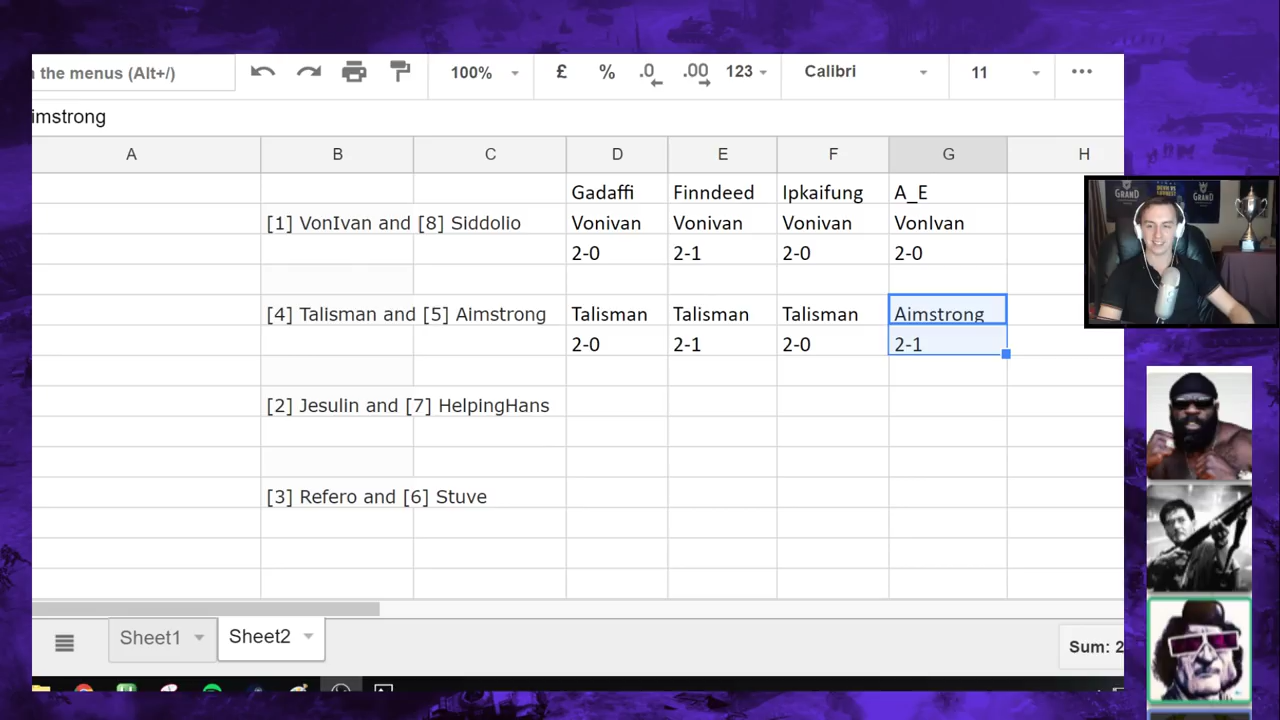 n the menus (Alt+/)
100%
£
%
.0
.00
123
Calibri
11
imstrong
A
B
C
D
E
F
G
H
Gadaffi
Finndeed
Ipkaifung
A_E
[1] VonIvan and [8] Siddolio
Vonivan
Vonivan
Vonivan
VonIvan
2-0
2-1
2-0
2-0
[4] Talisman and [5] Aimstrong
Talisman
Talisman
Talisman
Aimstrong
2-0
2-1
2-0
2-1
[2] Jesulin and [7] HelpingHans
[3] Refero and [6] Stuve
Sheet1
Sheet2
Sum: 2
GRAND
GRAND